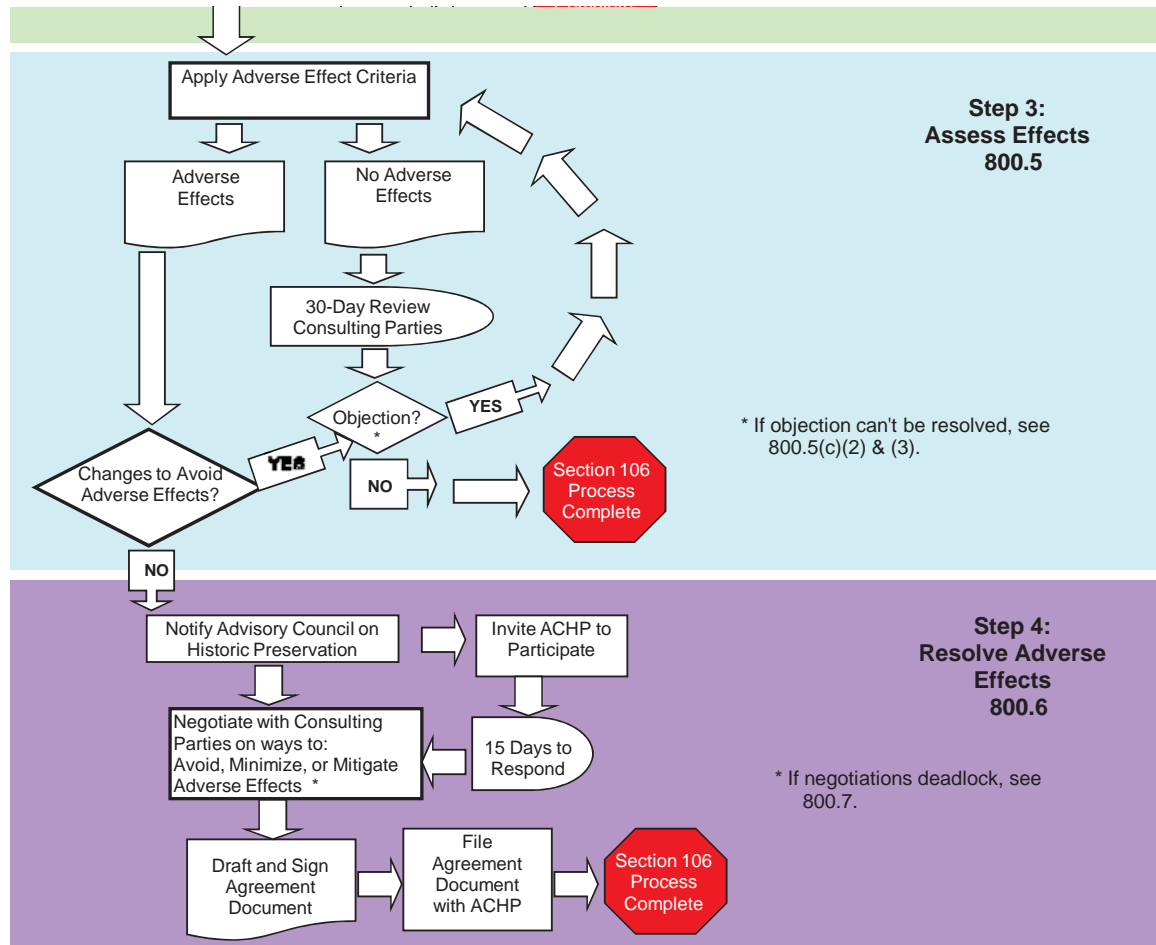 Apply Adverse Effect Criteria
Step 3:
Assess Effects
800.5
Adverse
Effects
No Adverse
Effects
30-Day Review
Consulting Parties
Objection?
*
YES
* If objection can't be resolved, see
800.5(c)(2) & (3).
Changes to Avoid
Adverse Effects?
YES
NO
Section 106
Process
Complete
NO
Notify Advisory Council on
Historic Preservation
Invite ACHP to
Participate
Step 4:
Resolve Adverse
Effects
800.6
Negotiate with Consulting
Parties on ways to:
Avoid, Minimize, or Mitigate
Adverse Effects *
15 Days to
Respond
* If negotiations deadlock, see
800.7.
Draft and Sign
Agreement
Document
File
Agreement
Document
with ACHP
Section 106
Process
Complete